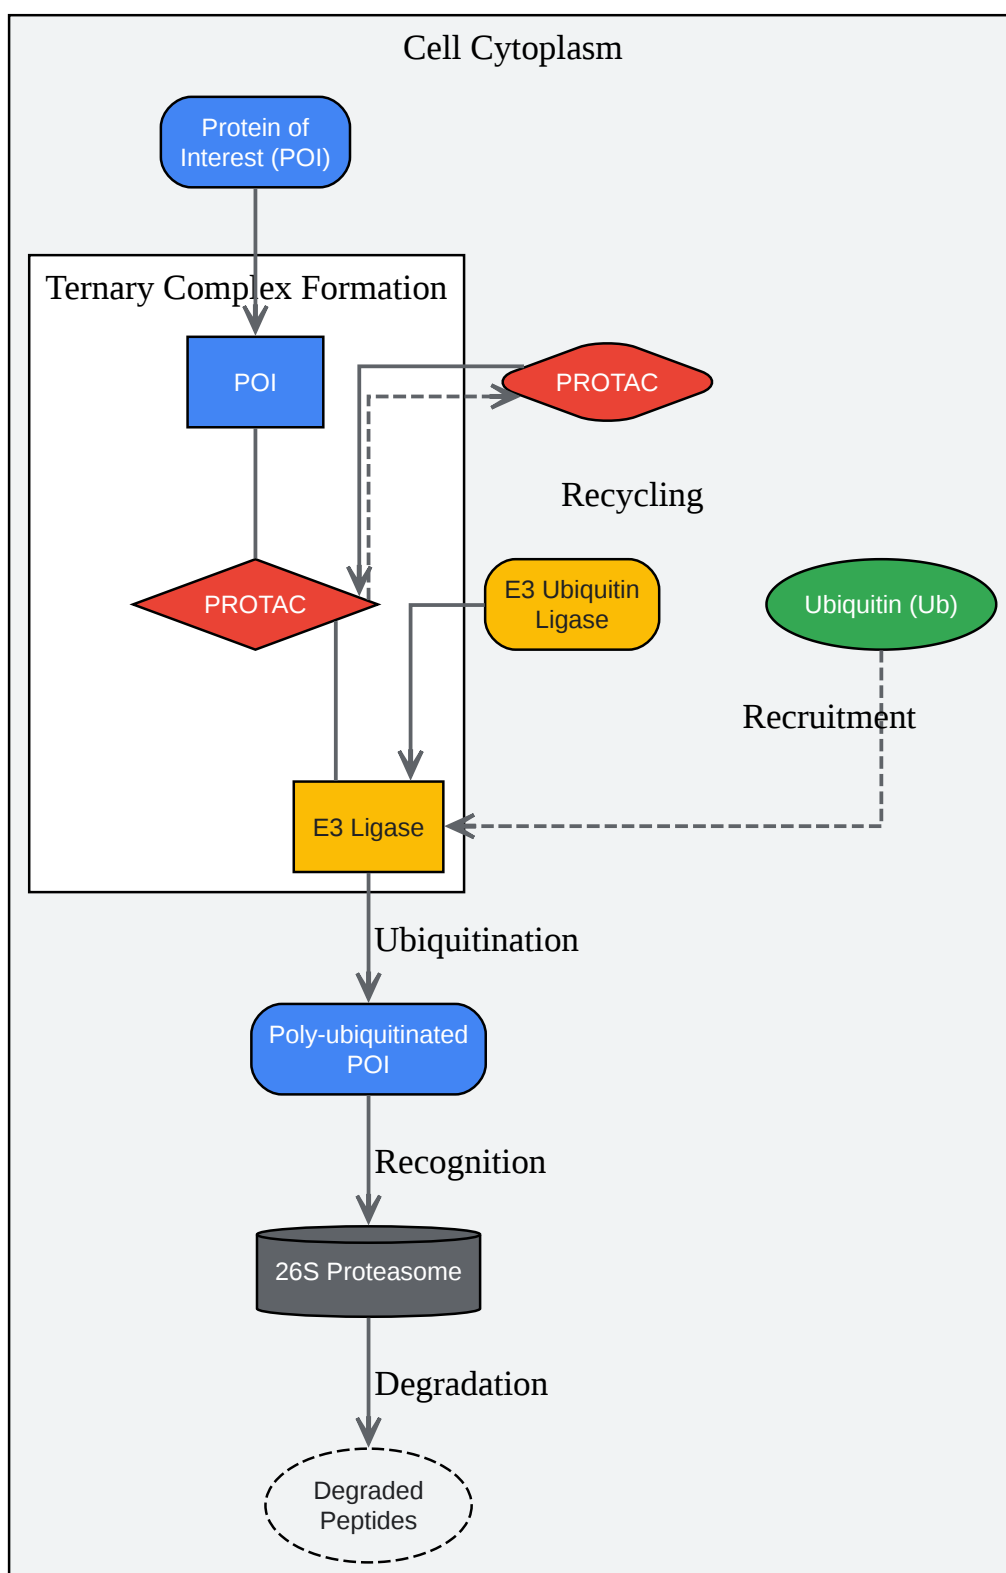 Cell Cytoplasm
Protein of
Interest (POI)
Ternary Complex Formation
POI
PROTAC
Recycling
PROTAC
E3 Ubiquitin
Ligase
Ubiquitin (Ub)
Recruitment
E3 Ligase
Ubiquitination
Poly-ubiquitinated
POI
Recognition
26S Proteasome
Degradation
Degraded
Peptides